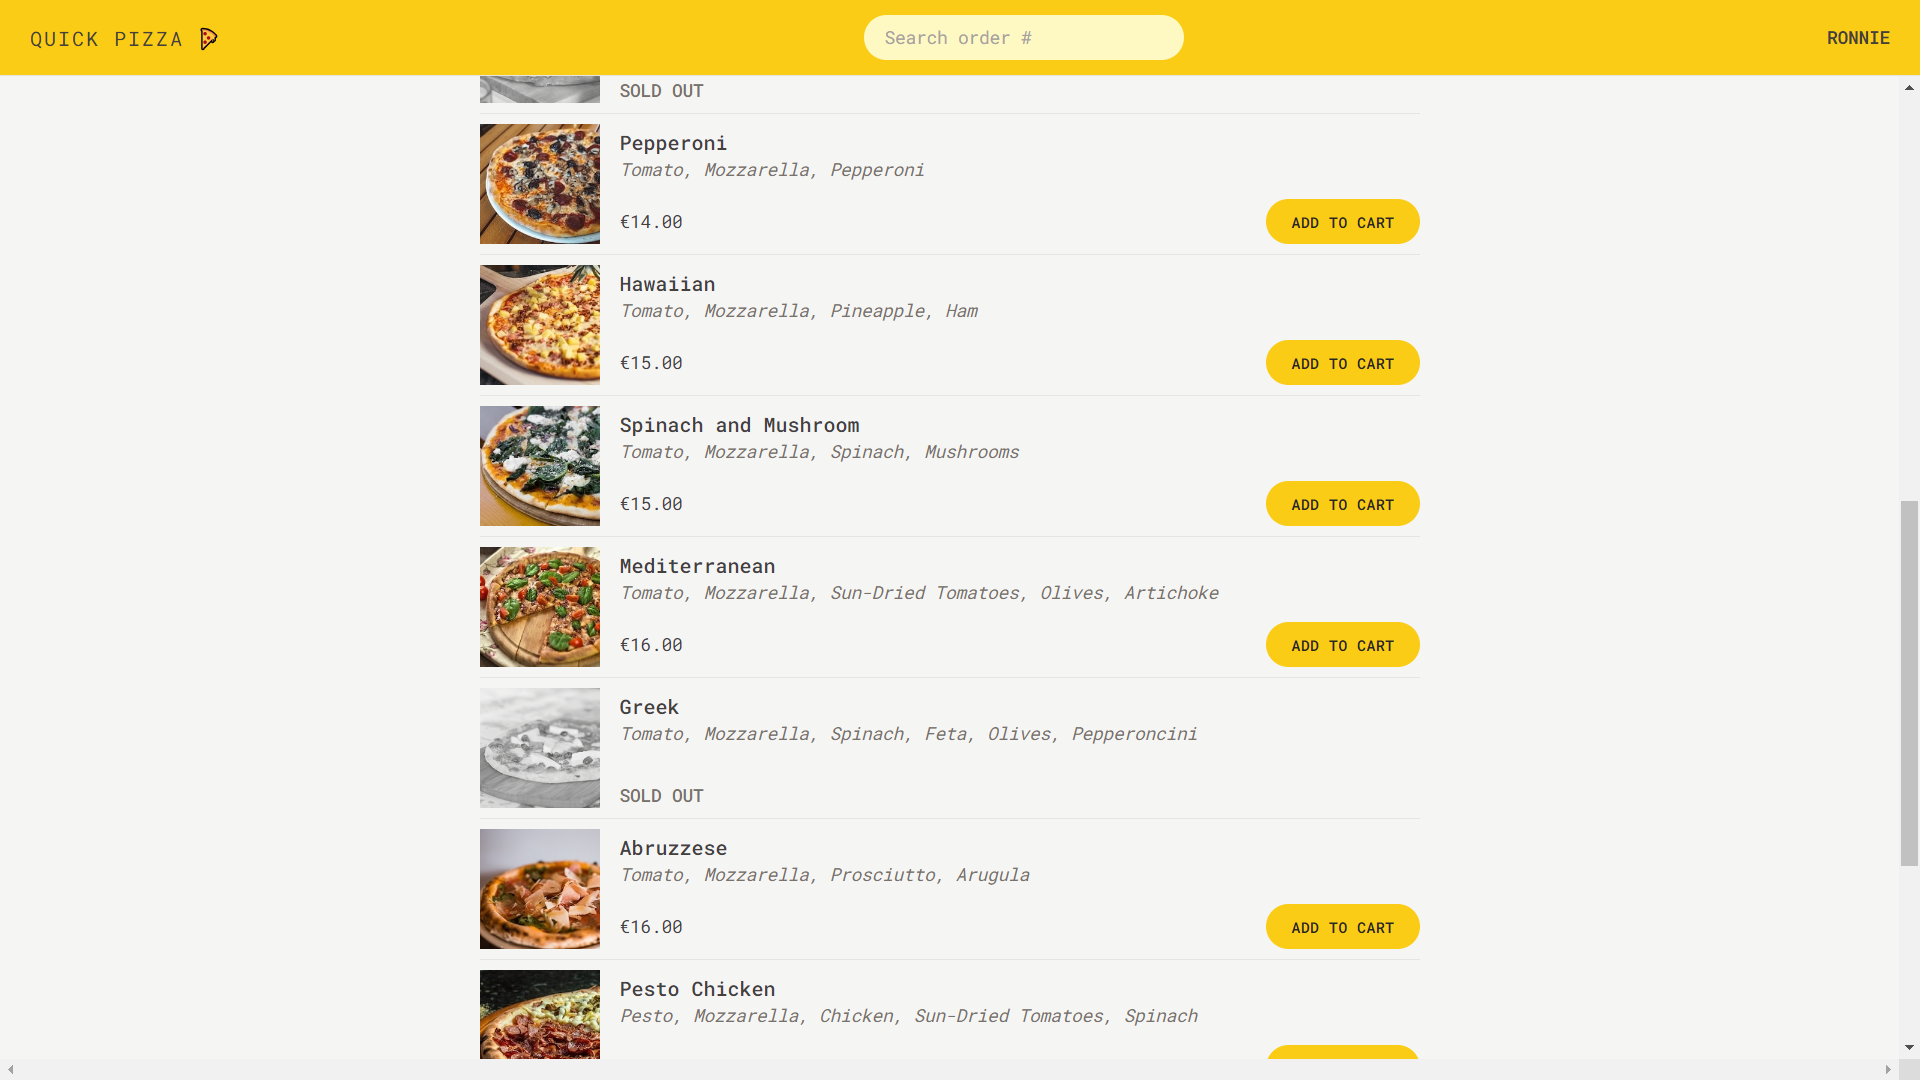 QUICK PIZZA
Search order #
RONNIE
SOLD OUT
Pepperoni
Tomato, Mozzarella, Pepperoni
€14.00
ADD TO CART
Hawaiian
Tomato, Mozzarella, Pineapple, Ham
€15.00
ADD TO CART
Spinach and Mushroom
Tomato, Mozzarella, Spinach, Mushrooms
€15.00
ADD TO CART
Mediterranean
Tomato, Mozzarella, Sun-Dried Tomatoes, Olives, Artichoke
€16.00
ADD TO CART
Greek
Tomato, Mozzarella, Spinach, Feta, Olives, Pepperoncini
SOLD OUT
Abruzzese
Tomato, Mozzarella, Prosciutto, Arugula
€16.00
ADD TO CART
Pesto Chicken
Pesto, Mozzarella, Chicken, Sun-Dried Tomatoes, Spinach